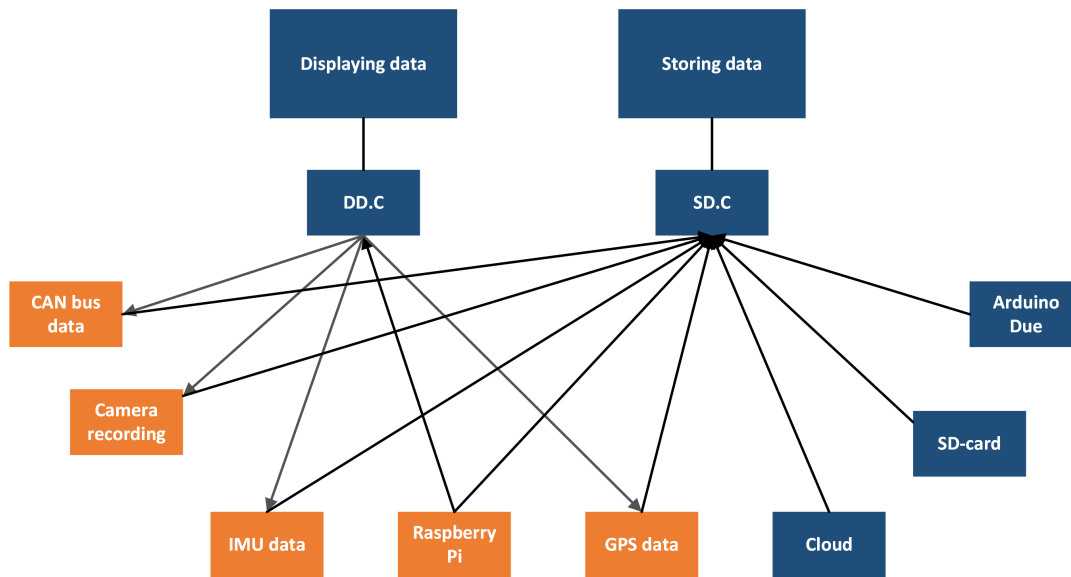 Displaying data
Storing data
DD.C
SD.C
CAN bus
data
Arduino
Due
Camera
recording
SD-card
IMU data
Raspberry
Pi
GPS data
Cloud